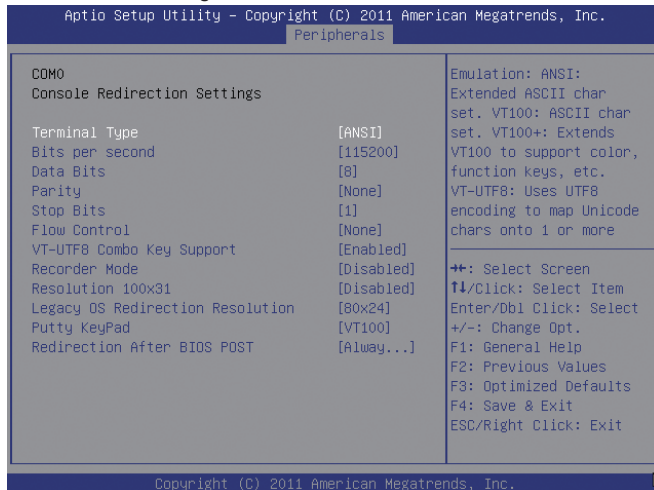 Aptio Setup Utility – Copyright (C) 2011 American Megatrends, Inc.
Peripherals
COM0
Console Redirection Settings
Terminal Type [ANSI]
Bits per second [115200]
Data Bits [8]
Parity [None]
Stop Bits [1]
Flow Control [None]
VT-UTF8 Combo Key Support [Enabled]
Recorder Mode [Disabled]
Resolution 100x31 [Disabled]
Legacy OS Redirection Resolution [80x24]
Putty KeyPad [VT100]
Redirection After BIOS POST [Alway...]
Emulation: ANSI:
Extended ASCII char
set. VT100: ASCII char
set. VT100+: Extends
VT100 to support color,
function keys, etc.
VT-UTF8: Uses UTF8
encoding to map Unicode
chars onto 1 or more
→←: Select Screen
↑↓/Click: Select Item
Enter/Dbl Click: Select
+/-: Change Opt.
F1: General Help
F2: Previous Values
F3: Optimized Defaults
F4: Save & Exit
ESC/Right Click: Exit
Copyright (C) 2011 American Megatrends, Inc.